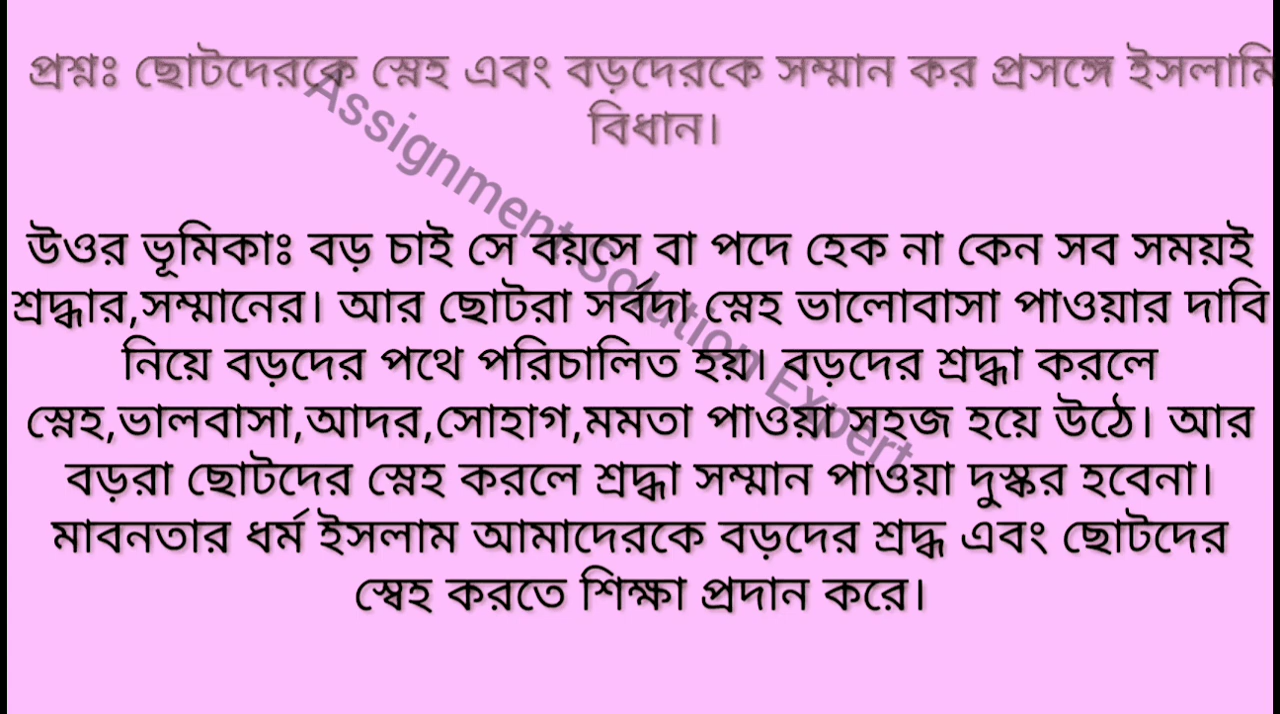 প্রশ্নঃ ছোটদেরকে স্নেহ এবং বড়দেরকে সম্মান কর প্রসঙ্গে ইসলামি
বিধান।
উওর ভূমিকাঃ বড় চাই সে বয়সে বা পদে হেক না কেন সব সময়ই
শ্রদ্ধার,সম্মানের। আর ছোটরা সর্বদা স্নেহ ভালোবাসা পাওয়ার দাবি
নিয়ে বড়দের পথে পরিচালিত হয়। বড়দের শ্রদ্ধা করলে
স্নেহ,ভালবাসা,আদর,সোহাগ,মমতা পাওয়া সহজ হয়ে উঠে। আর
বড়রা ছোটদের স্নেহ করলে শ্রদ্ধা সম্মান পাওয়া দুস্কর হবেনা।
মাবনতার ধর্ম ইসলাম আমাদেরকে বড়দের শ্রদ্ধ এবং ছোটদের
স্বেহ করতে শিক্ষা প্রদান করে।
Assignment Solution Expert